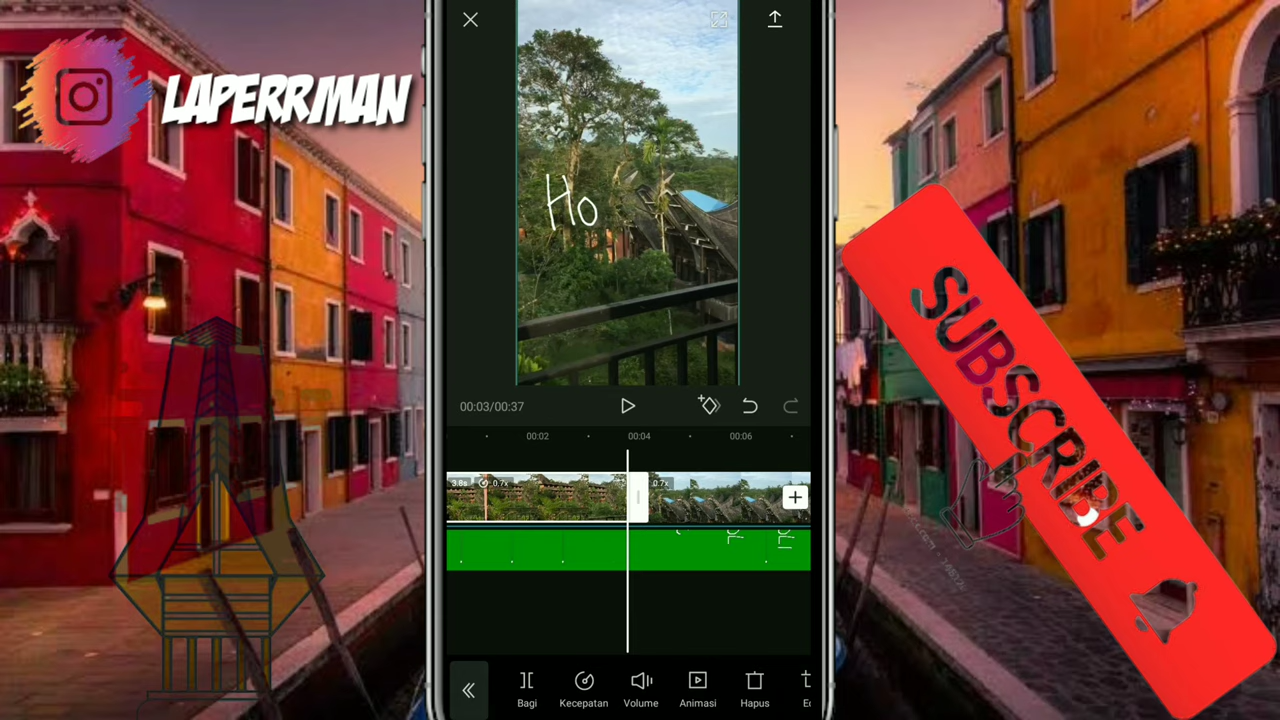 LAPERRMAN
Ho
00:03/00:37
00:02
00:04
00:06
3.8s 0.7x
0.7x
Bagi
Kecepatan
Volume
Animasi
Hapus
SUBSCRIBE